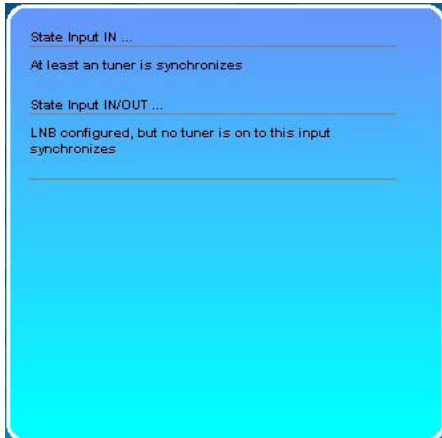 State Input IN ...
At least an tuner is synchronizes
State Input IN/OUT ...
LNB configured, but no tuner is on to this input
synchronizes